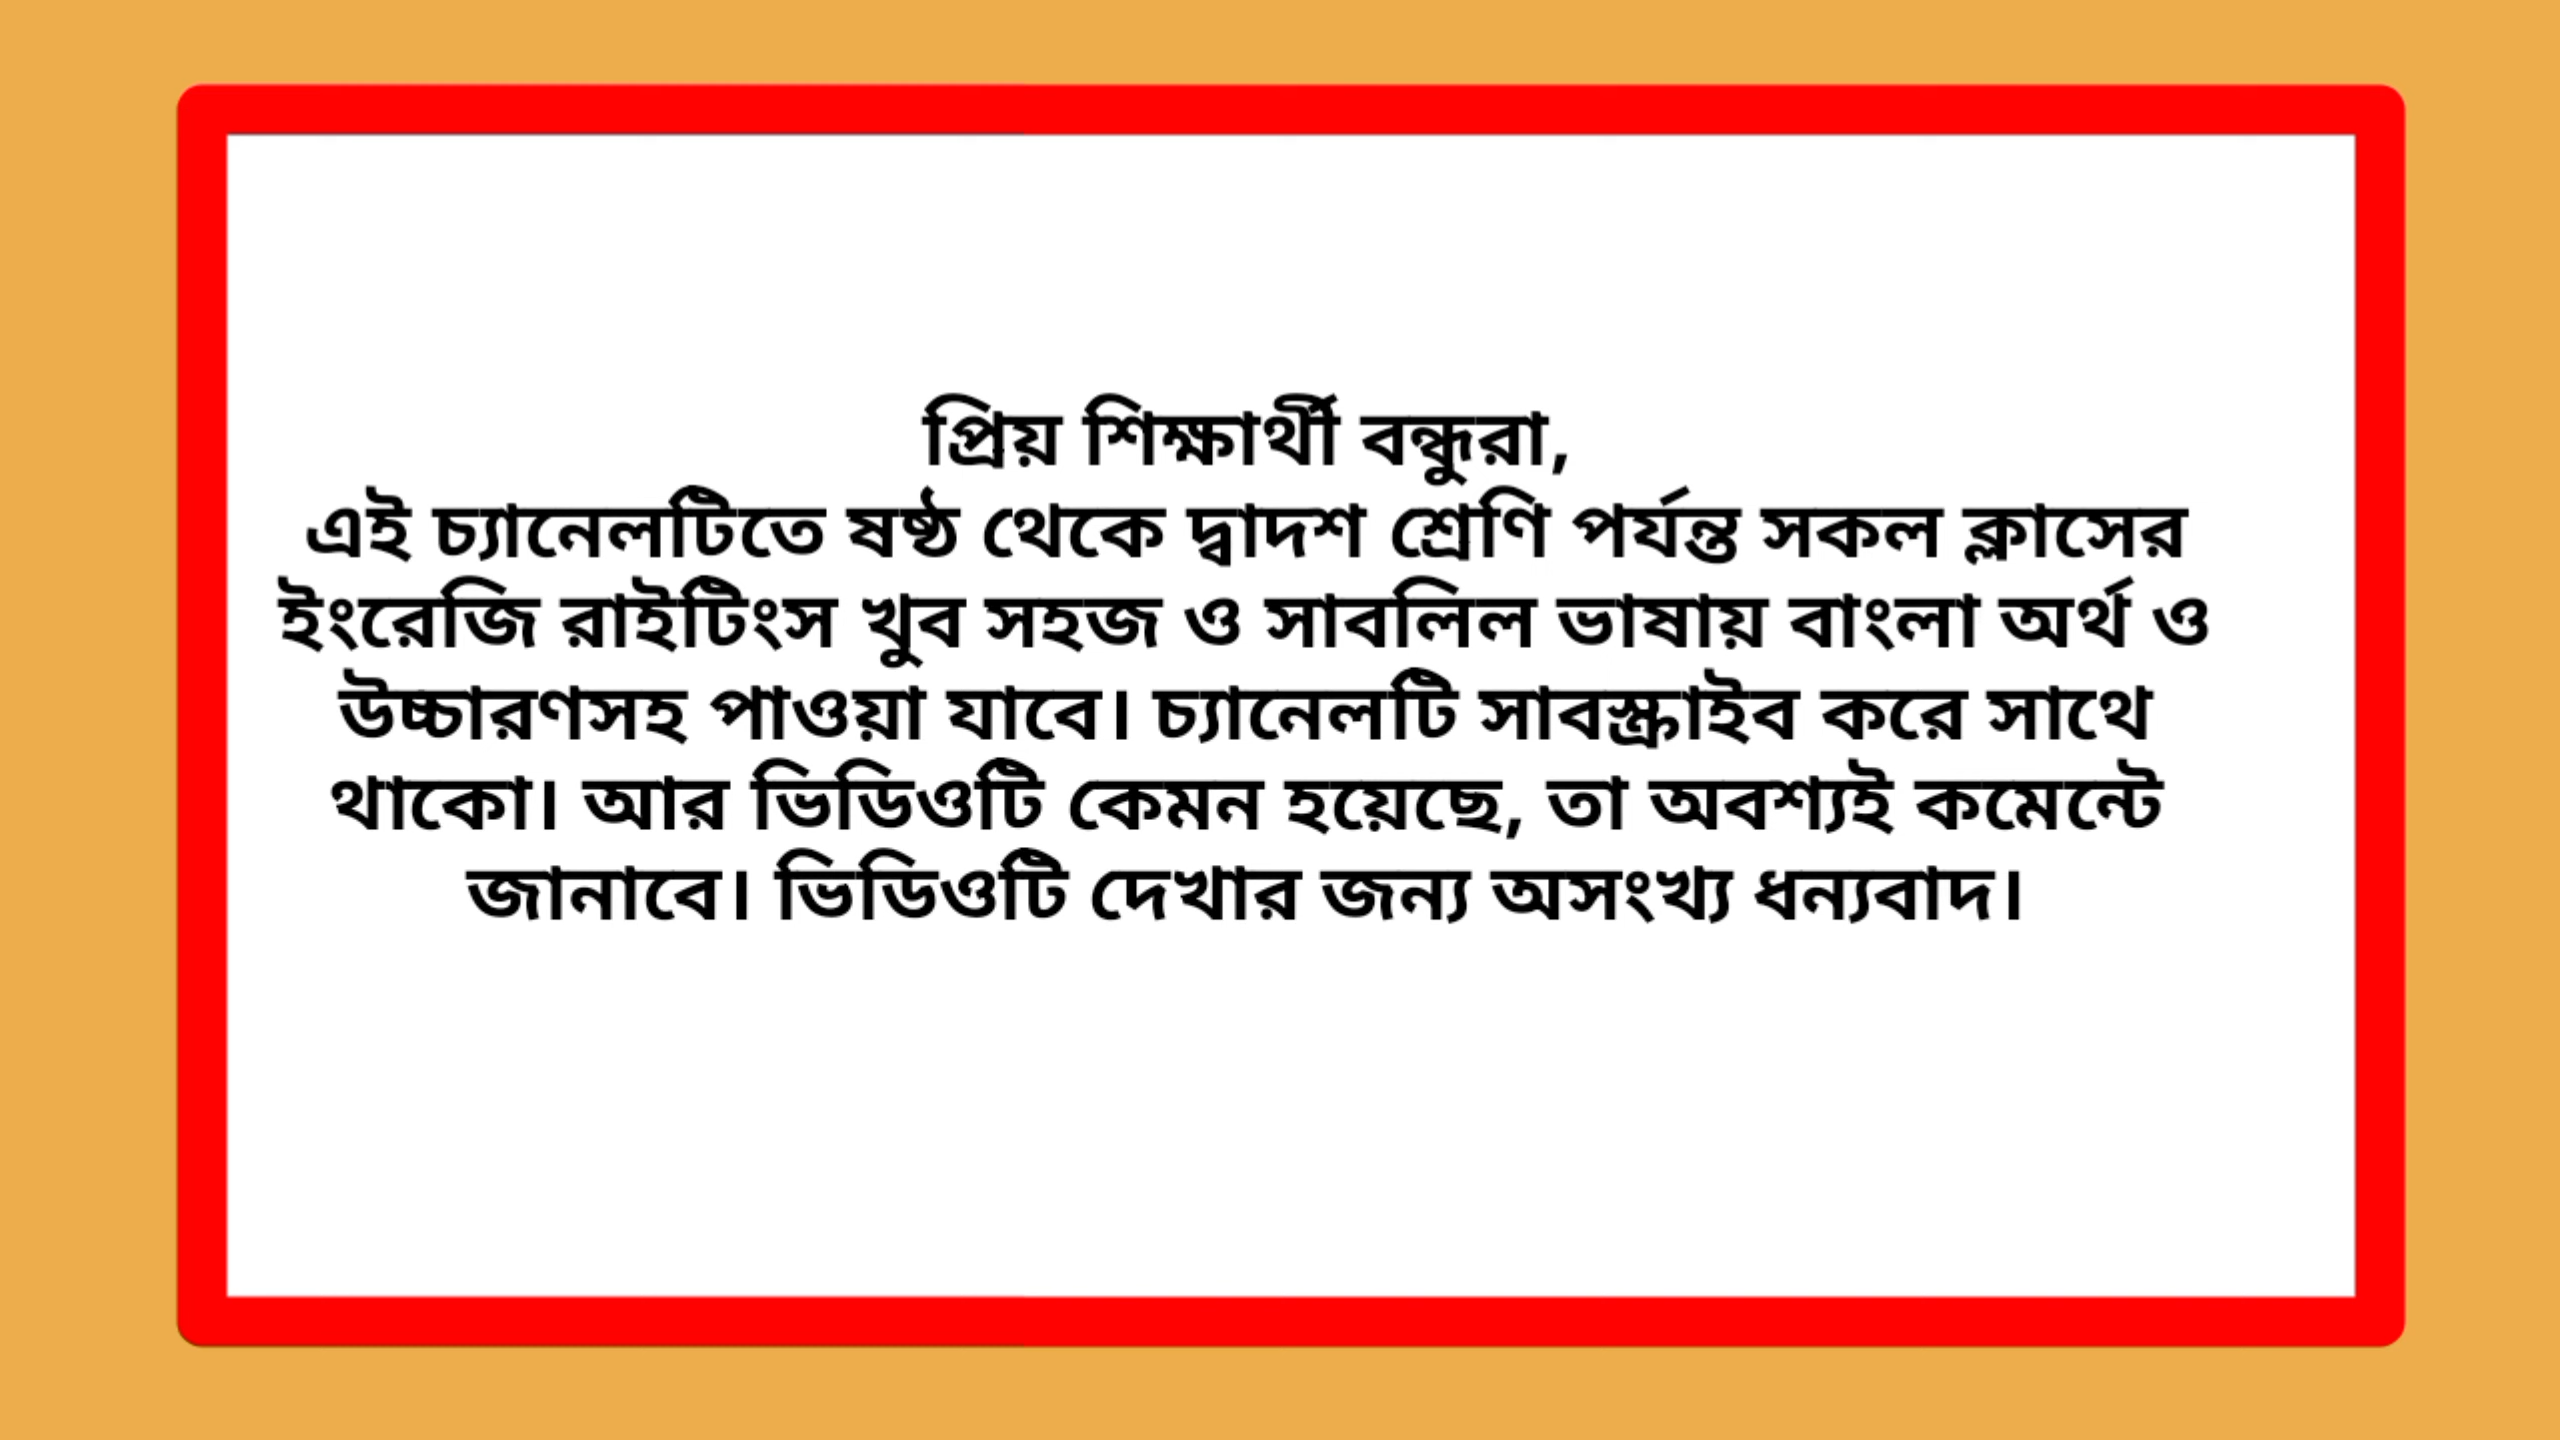 প্রিয় শিক্ষার্থী বন্ধুরা,
এই চ্যানেলটিতে ষষ্ঠ থেকে দ্বাদশ শ্রেণি পর্যন্ত সকল ক্লাসের
ইংরেজি রাইটিংস খুব সহজ ও সাবলিল ভাষায় বাংলা অর্থ ও
উচ্চারণসহ পাওয়া যাবে। চ্যানেলটি সাবস্ক্রাইব করে সাথে
থাকো। আর ভিডিওটি কেমন হয়েছে, তা অবশ্যই কমেন্টে
জানাবে। ভিডিওটি দেখার জন্য অসংখ্য ধন্যবাদ।